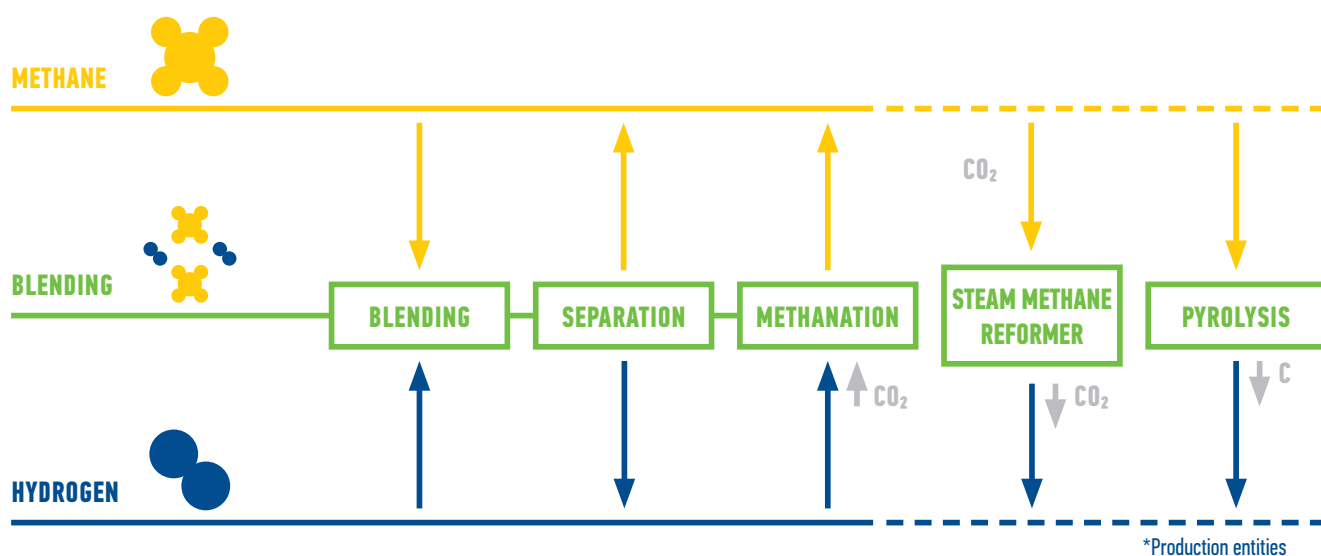 METHANE
CO₂
BLENDING
BLENDING
SEPARATION
METHANATION
STEAM METHANE
REFORMER
PYROLYSIS
CO₂
CO₂
C
HYDROGEN
*Production entities